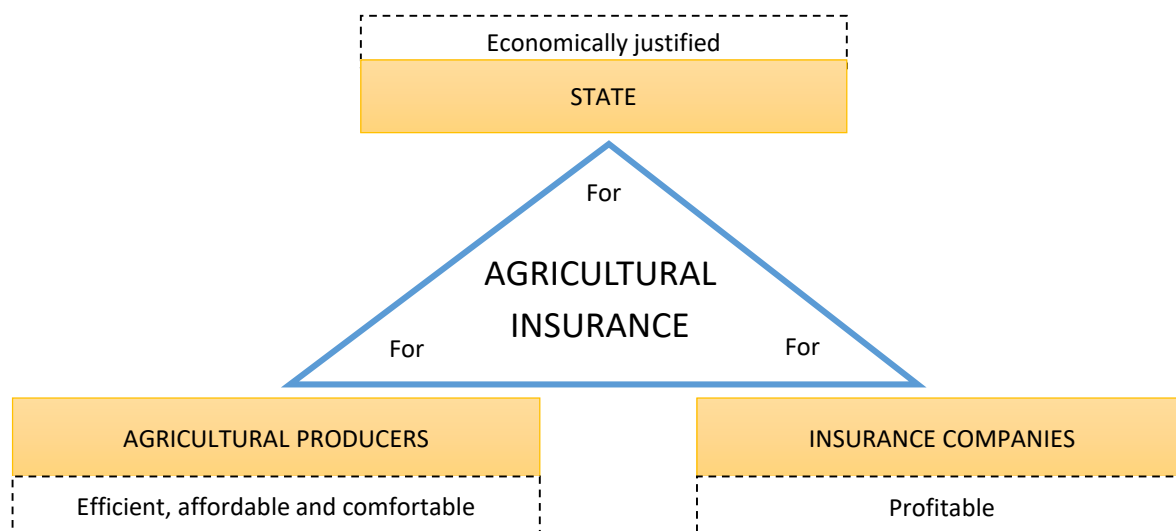 Economically justified
STATE
For
AGRICULTURAL
INSURANCE
For
For
AGRICULTURAL PRODUCERS
INSURANCE COMPANIES
Efficient, affordable and comfortable
Profitable